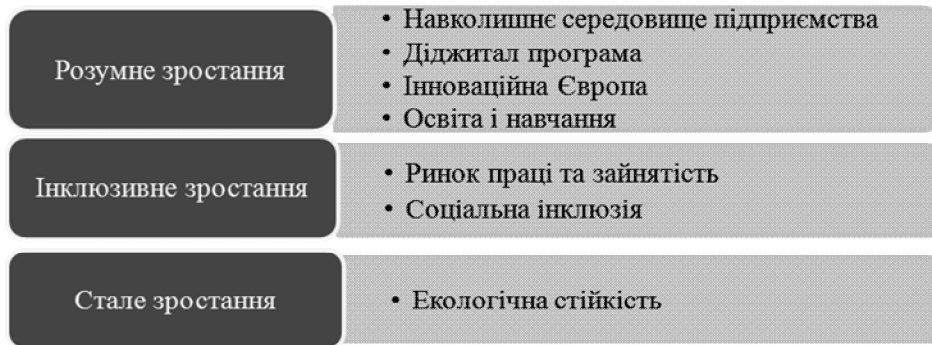 Розумне зростання
• Навколишнє середовище підприємства
• Діджитал програма
• Інноваційна Європа
• Освіта і навчання
Інклюзивне зростання
• Ринок праці та зайнятість
• Соціальна інклюзія
Стале зростання
• Екологічна стійкість